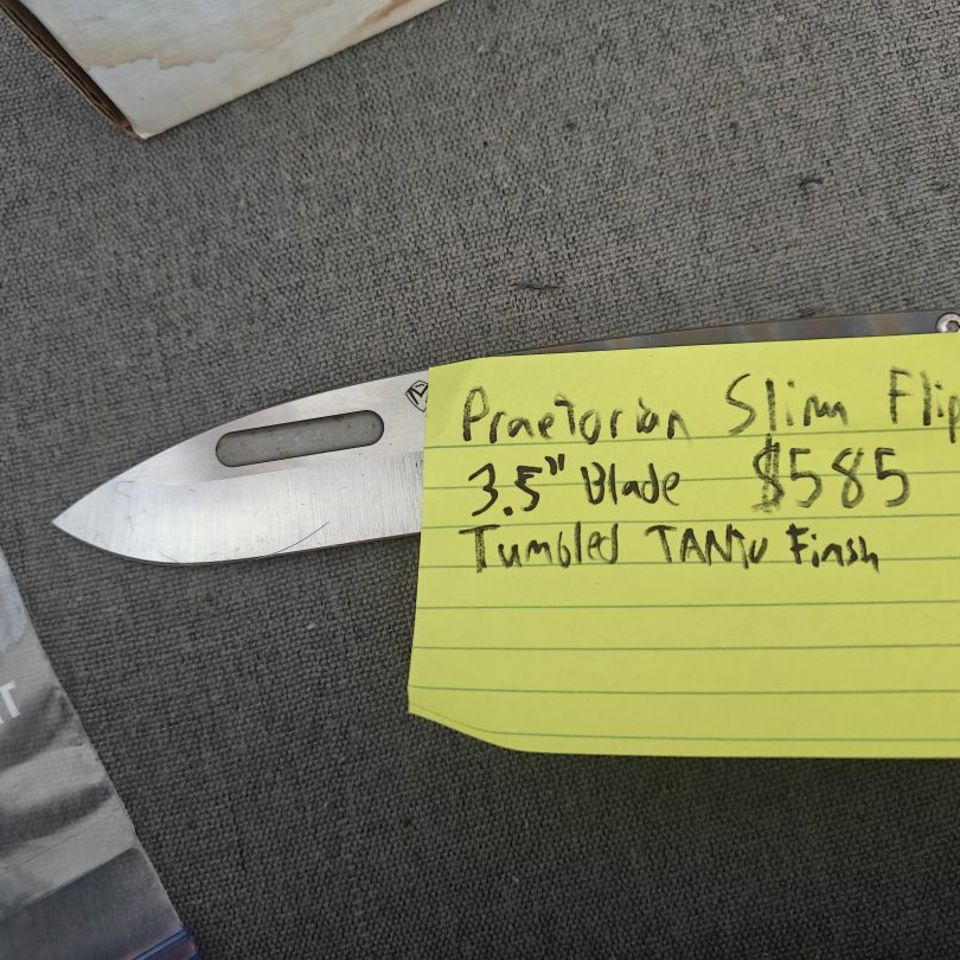 Praetorian Slim Flip
3.5" Blade $585
Tumbled TANTO Finsh